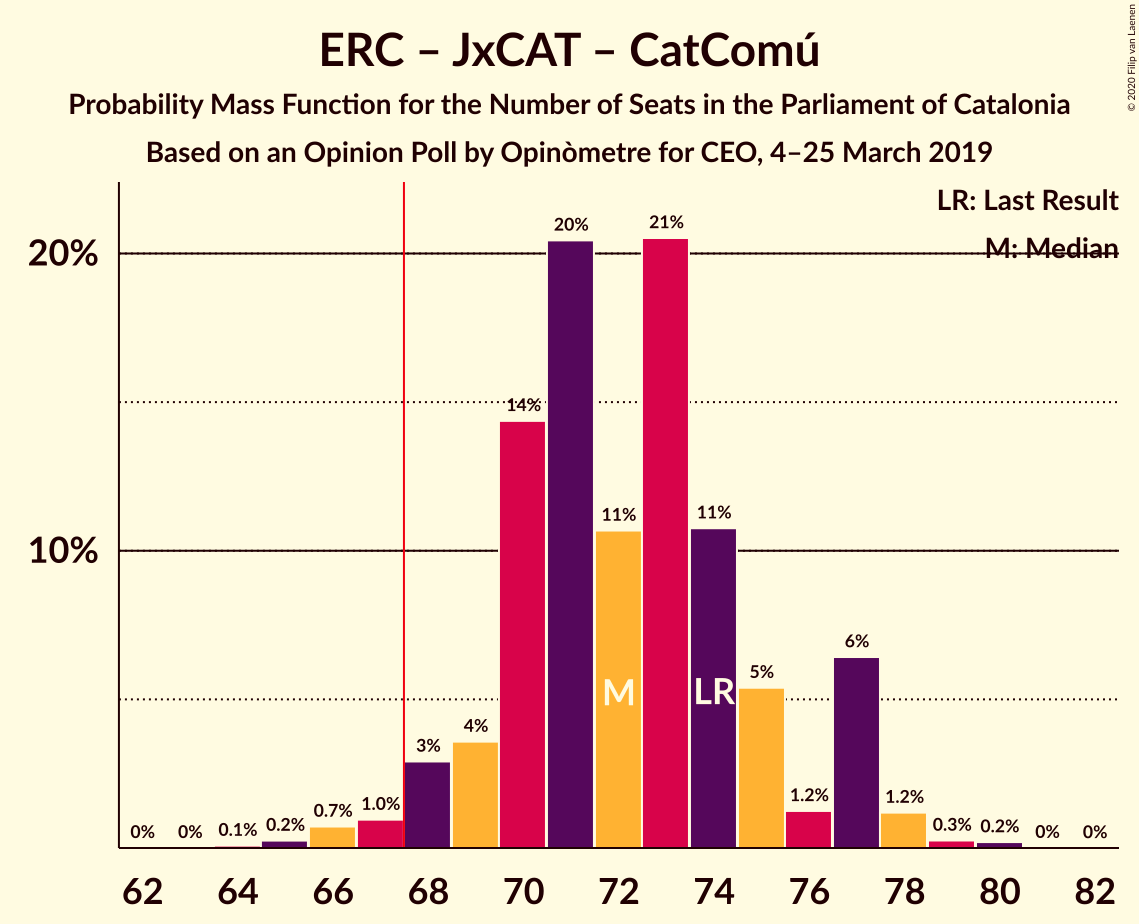 ERC – JxCAT – CatComú
Probability Mass Function for the Number of Seats in the Parliament of Catalonia
Based on an Opinion Poll by Opinòmetre for CEO, 4–25 March 2019
© 2020 Filip van Laenen
LR: Last Result
M: Median
20%
10%
0%
0%
0.1%
0.2%
0.7%
1.0%
3%
4%
14%
20%
11%
21%
11%
5%
1.2%
6%
1.2%
0.3%
0.2%
0%
0%
M
LR
62 64 66 68 70 72 74 76 78 80 82